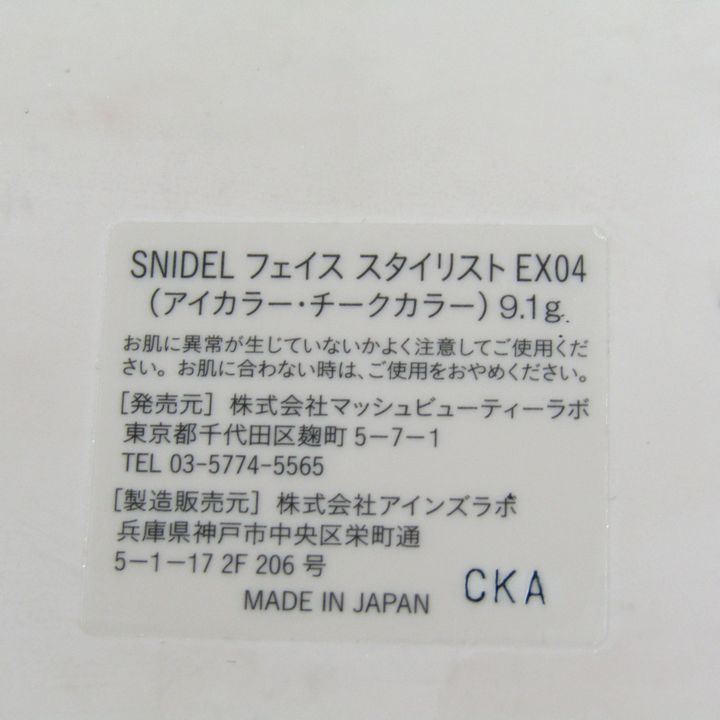 SNIDEL フェイス スタイリスト EX04
（アイカラー・チークカラー）9.1g
お肌に異常が生じていないかよく注意してご使用くだ
さい。お肌に合わない時は、ご使用をおやめください。
［発売元］ 株式会社マッシュビューティーラボ
東京都千代田区麹町 5-7-1
TEL 03-5774-5565
［製造販売元］ 株式会社アインズラボ
兵庫県神戸市中央区栄町通
5-1-17 2F 206 号
MADE IN JAPAN
CKA